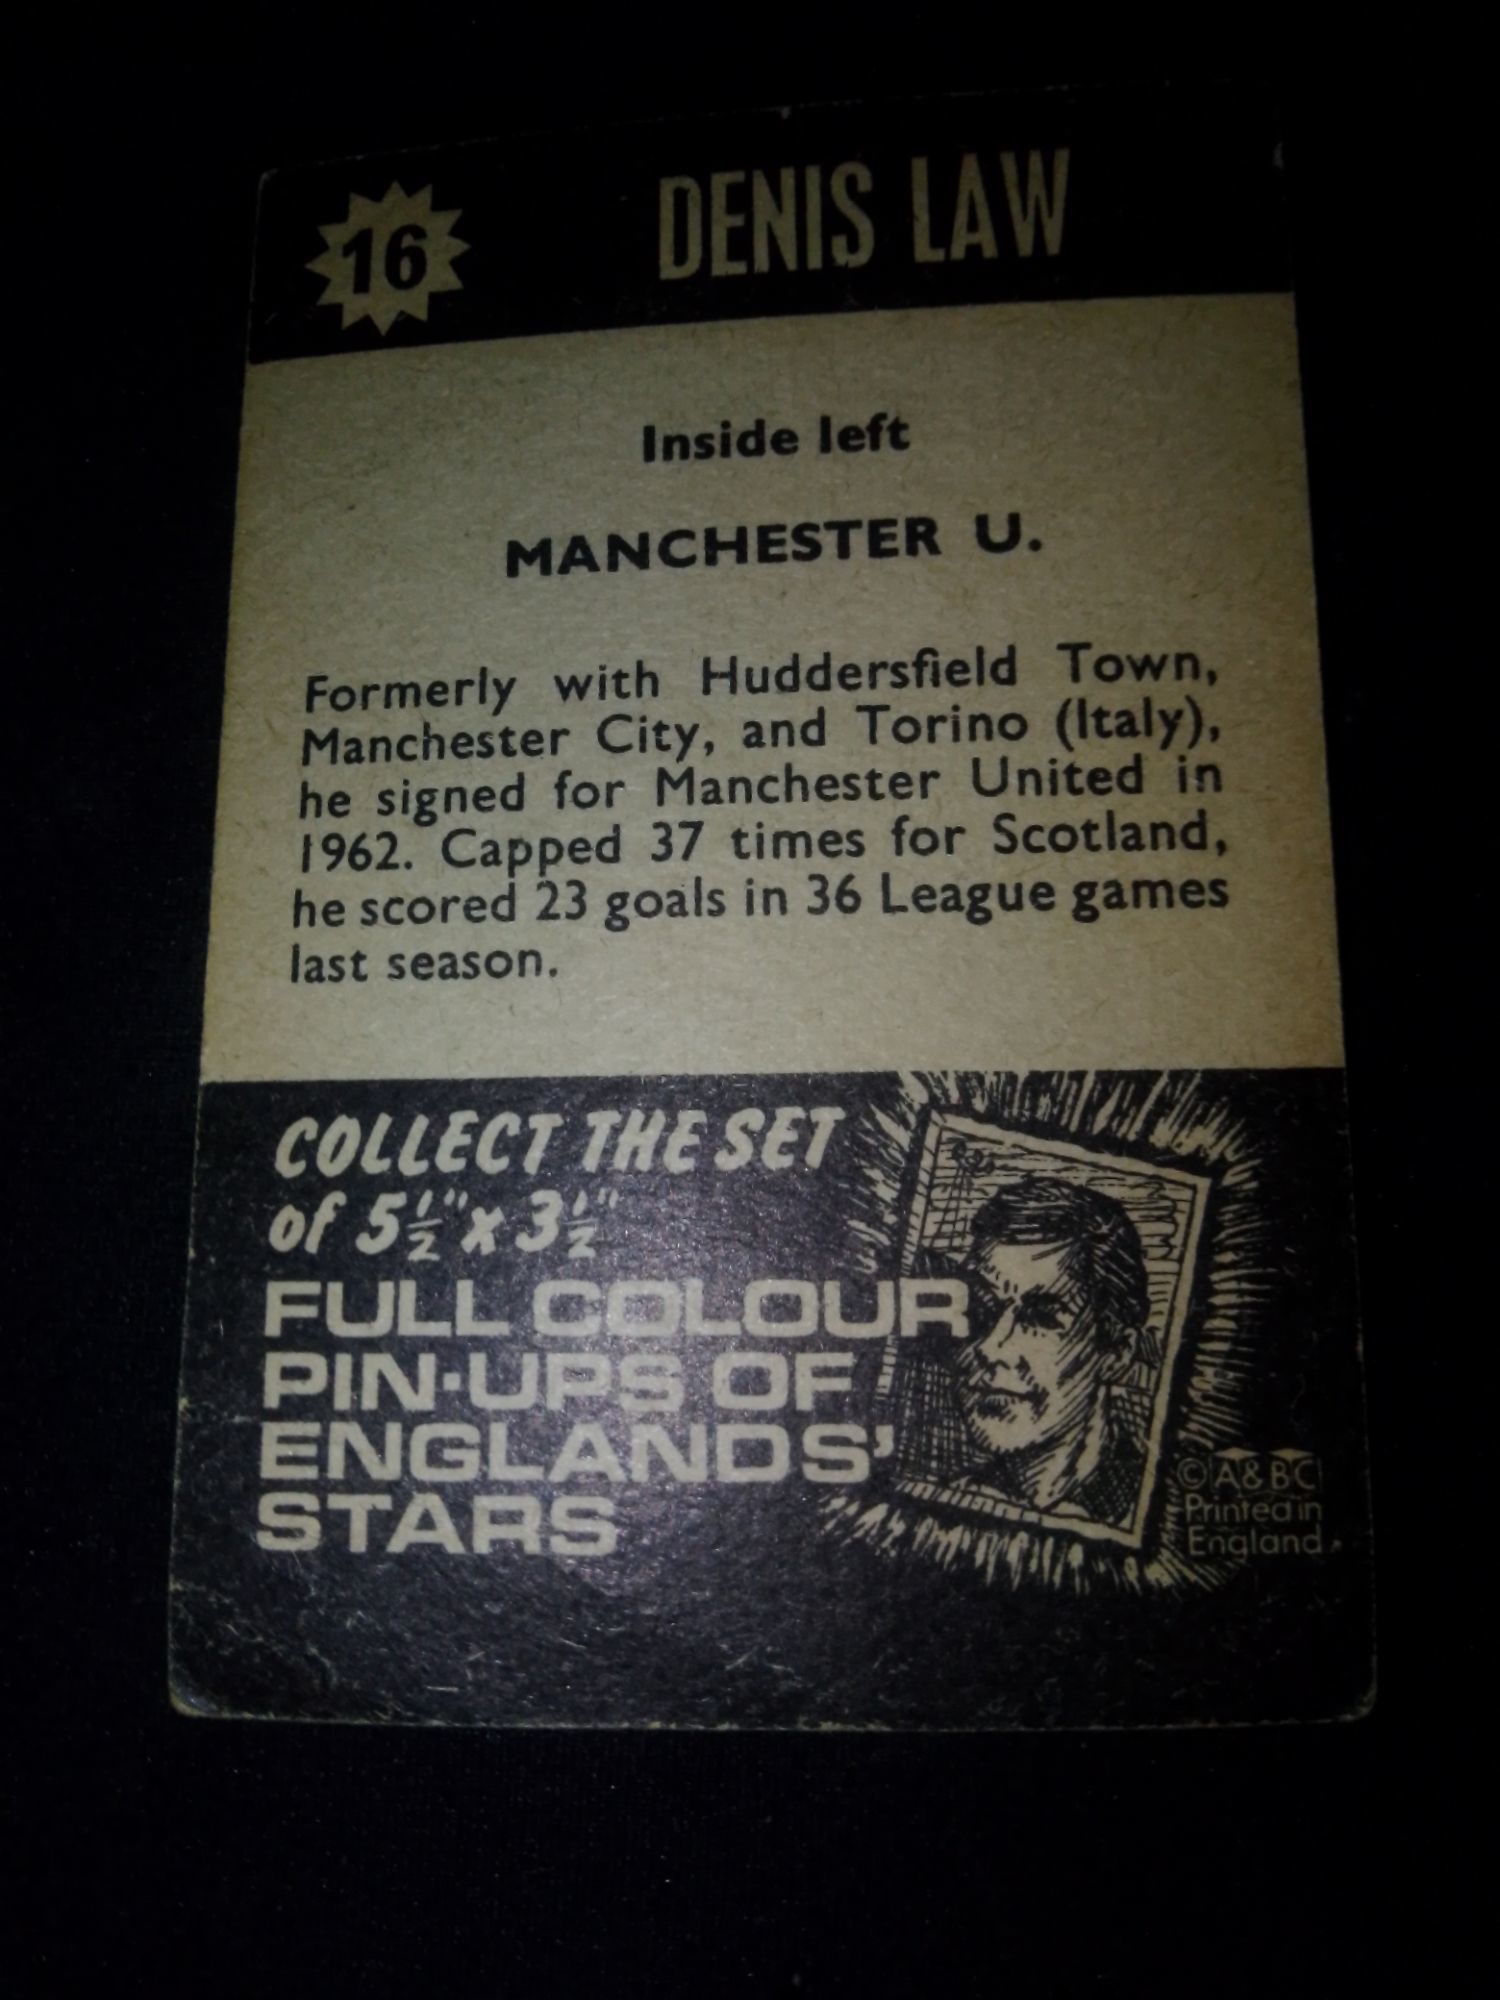 16
DENIS LAW
Inside left
MANCHESTER U.
Formerly with Huddersfield Town,
Manchester City, and Torino (Italy),
he signed for Manchester United in
1962. Capped 37 times for Scotland,
he scored 23 goals in 36 League games
last season.
COLLECT THE SET
of 5½" x 3½"
FULL COLOUR
PIN-UPS OF
ENGLANDS'
STARS
© A & B C
Printed in
England.